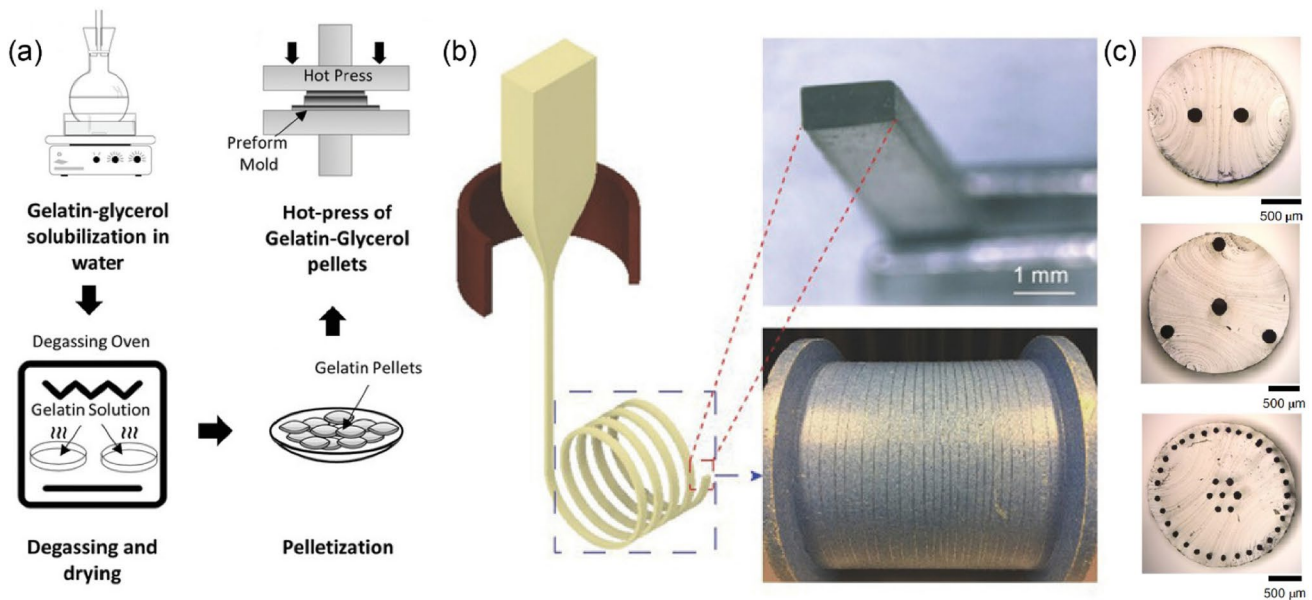 (a)
Gelatin-glycerol
solubilization in
water
Degassing Oven
Gelatin Solution
Degassing and
drying
Hot Press
Preform
Mold
Hot-press of
Gelatin-Glycerol
pellets
Gelatin Pellets
Pelletization
(b)
1 mm
(c)
500 µm
500 µm
500 µm